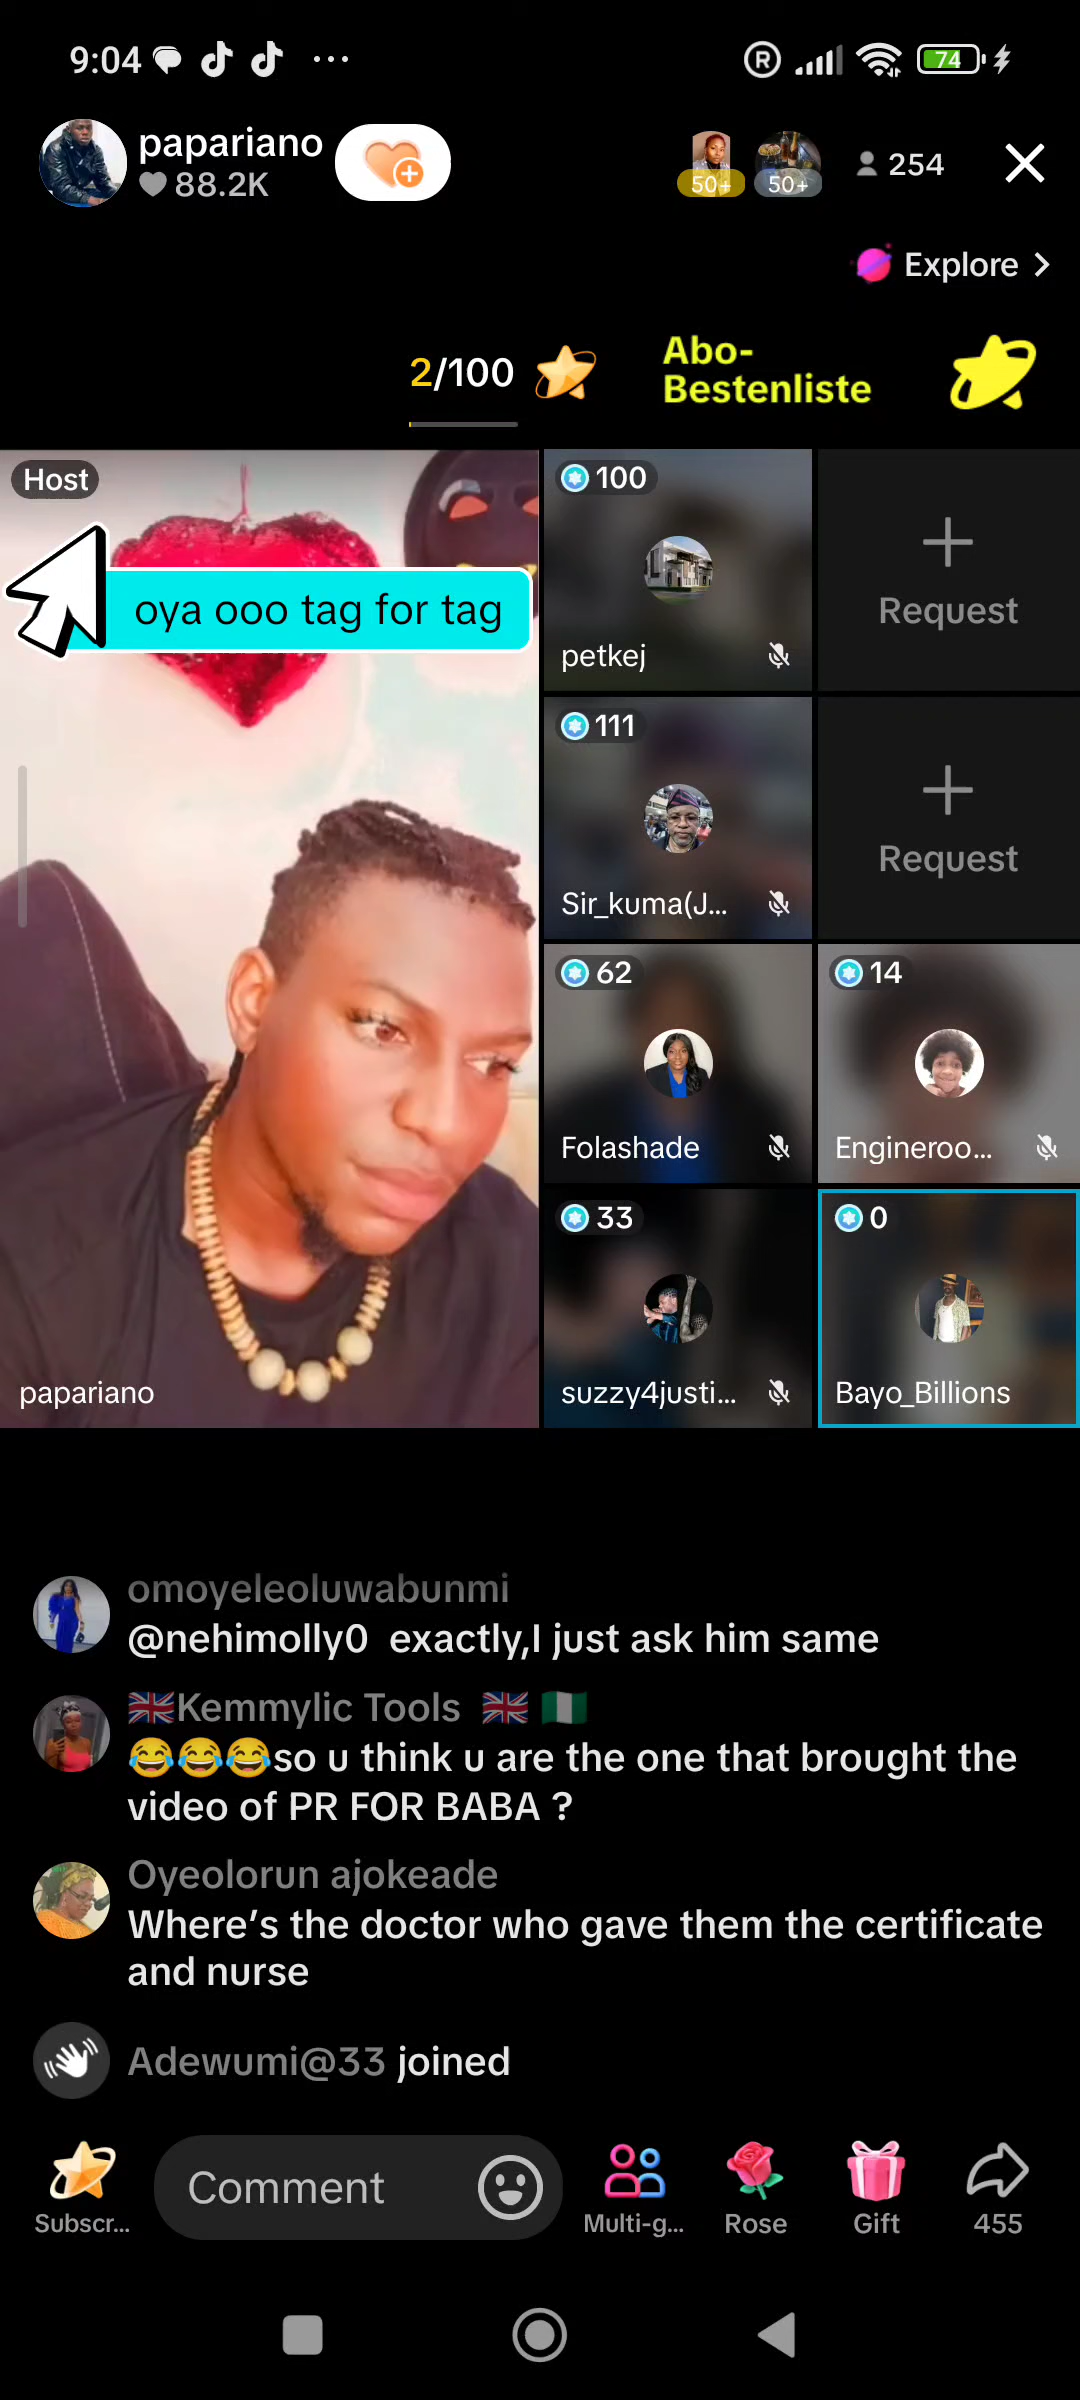 9:04
74
papariano
88.2K
50+
50+
254
Explore
2/100
Abo-
Bestenliste
Host
oya ooo tag for tag
papariano
100
petkej
Request
111
Sir_kuma(J...
Request
62
Folashade
14
Engineroo...
33
suzzy4justi...
0
Bayo_Billions
omoyeleoluwabunmi
@nehimolly0 exactly,I just ask him same
🇬🇧Kemmylic Tools 🇬🇧 🇳🇬
😂😂😂so u think u are the one that brought the
video of PR FOR BABA ?
Oyeolorun ajokeade
Where's the doctor who gave them the certificate
and nurse
Adewumi@33 joined
Subscr...
Comment
Multi-g...
Rose
Gift
455